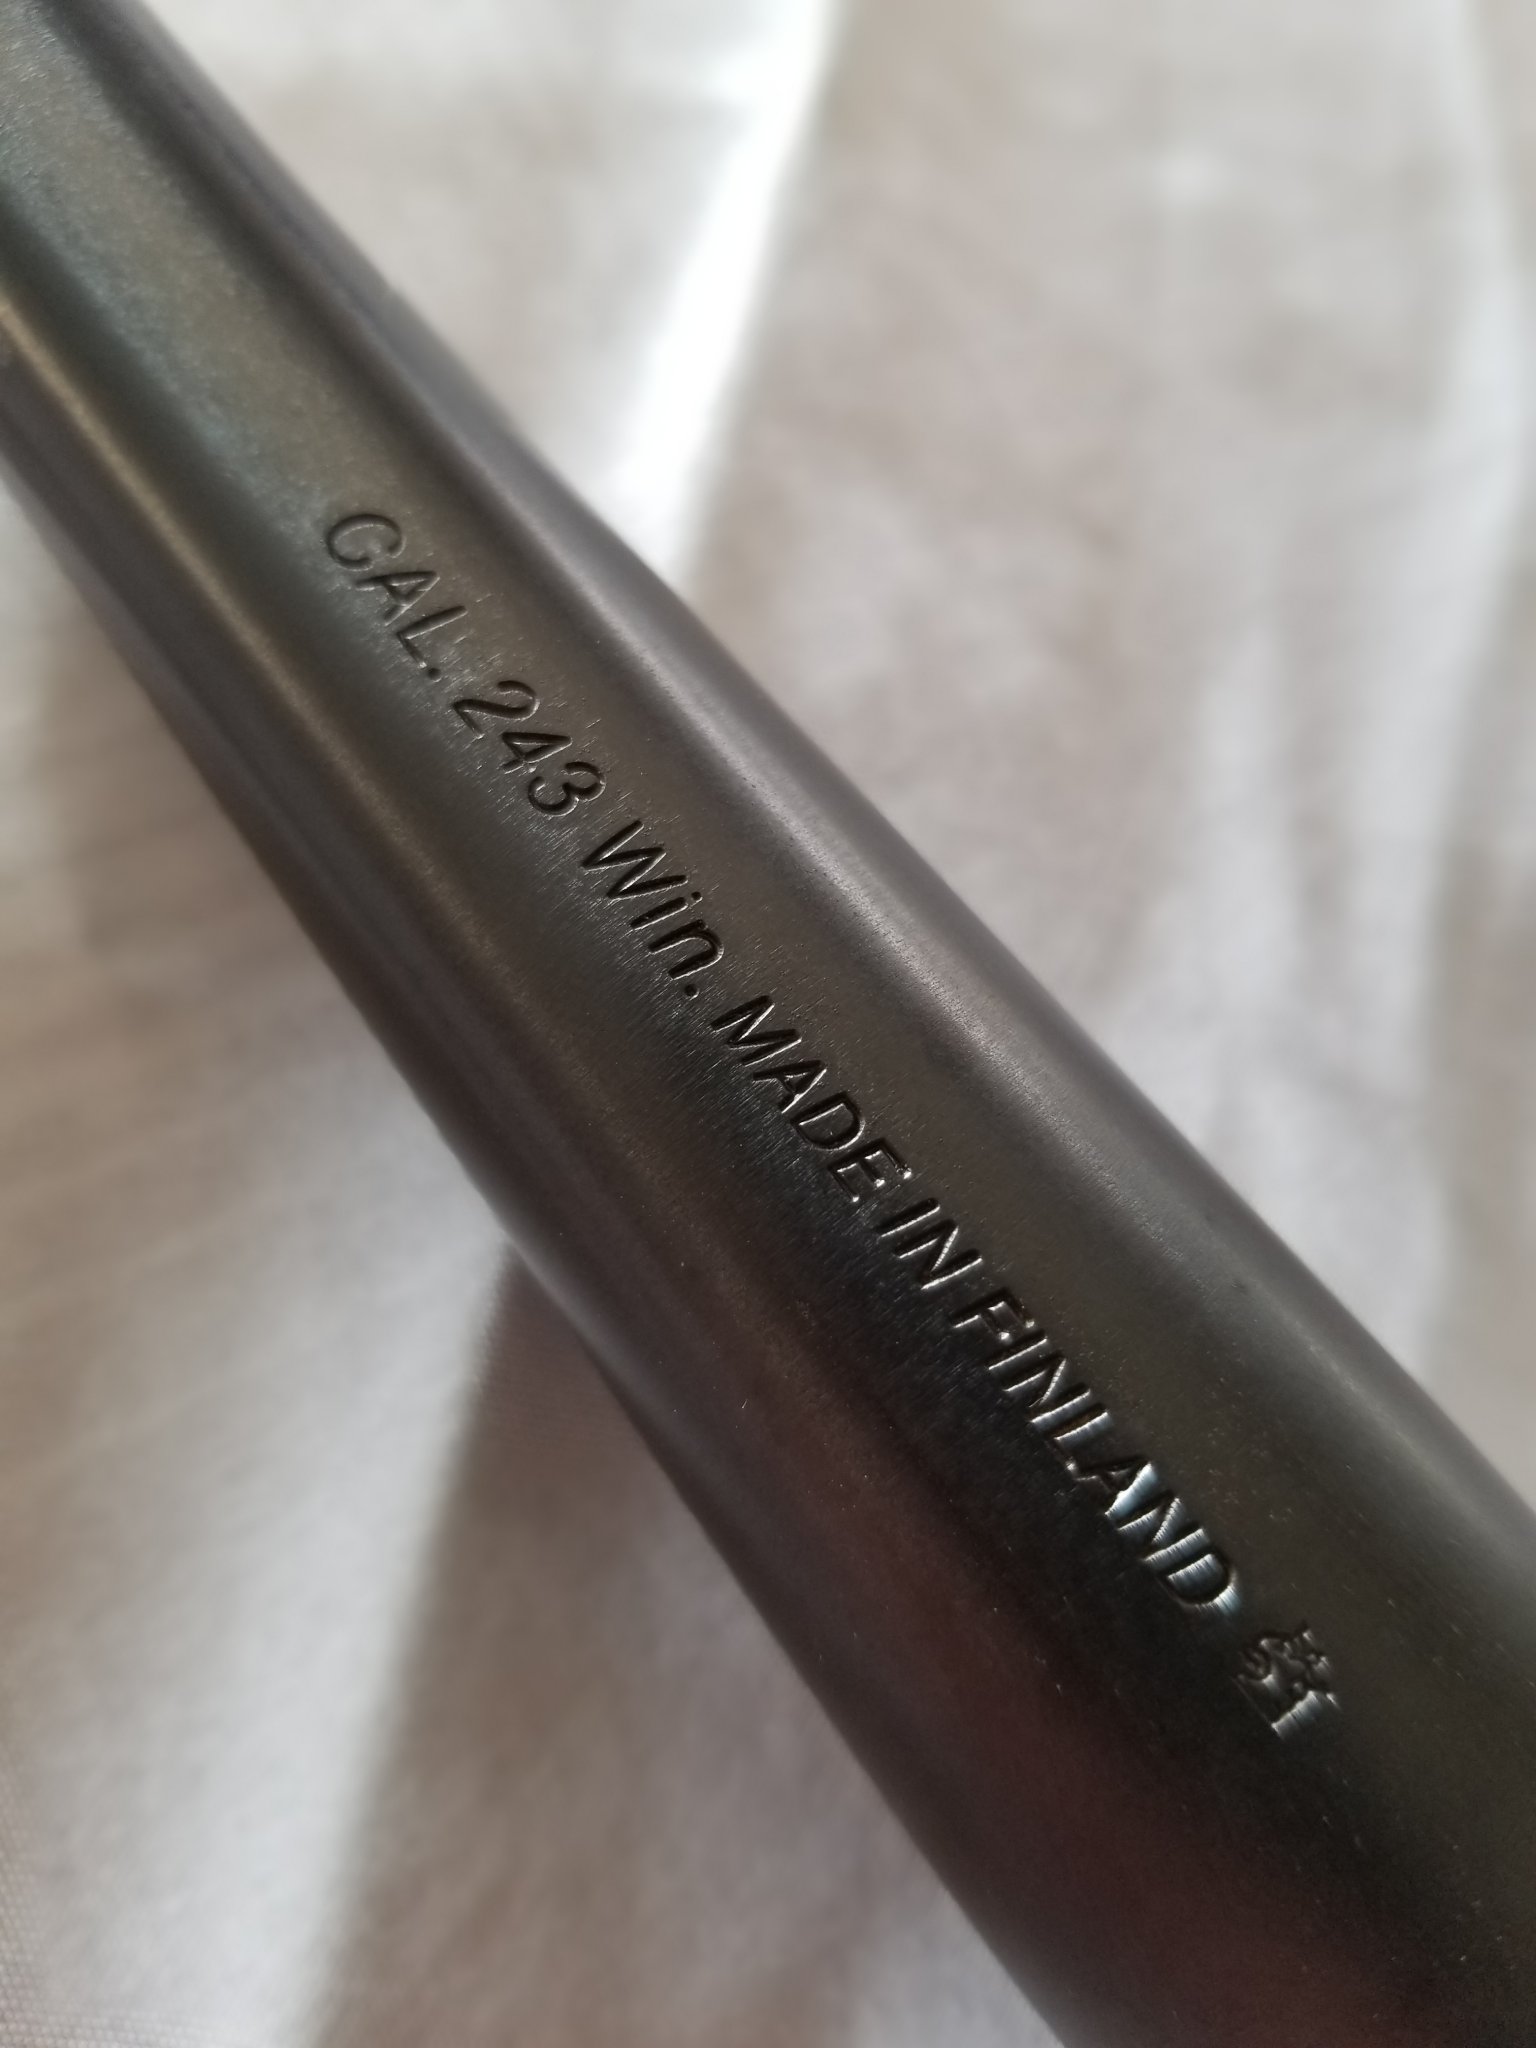 CAL. 243 Win. MADE IN FINLAND